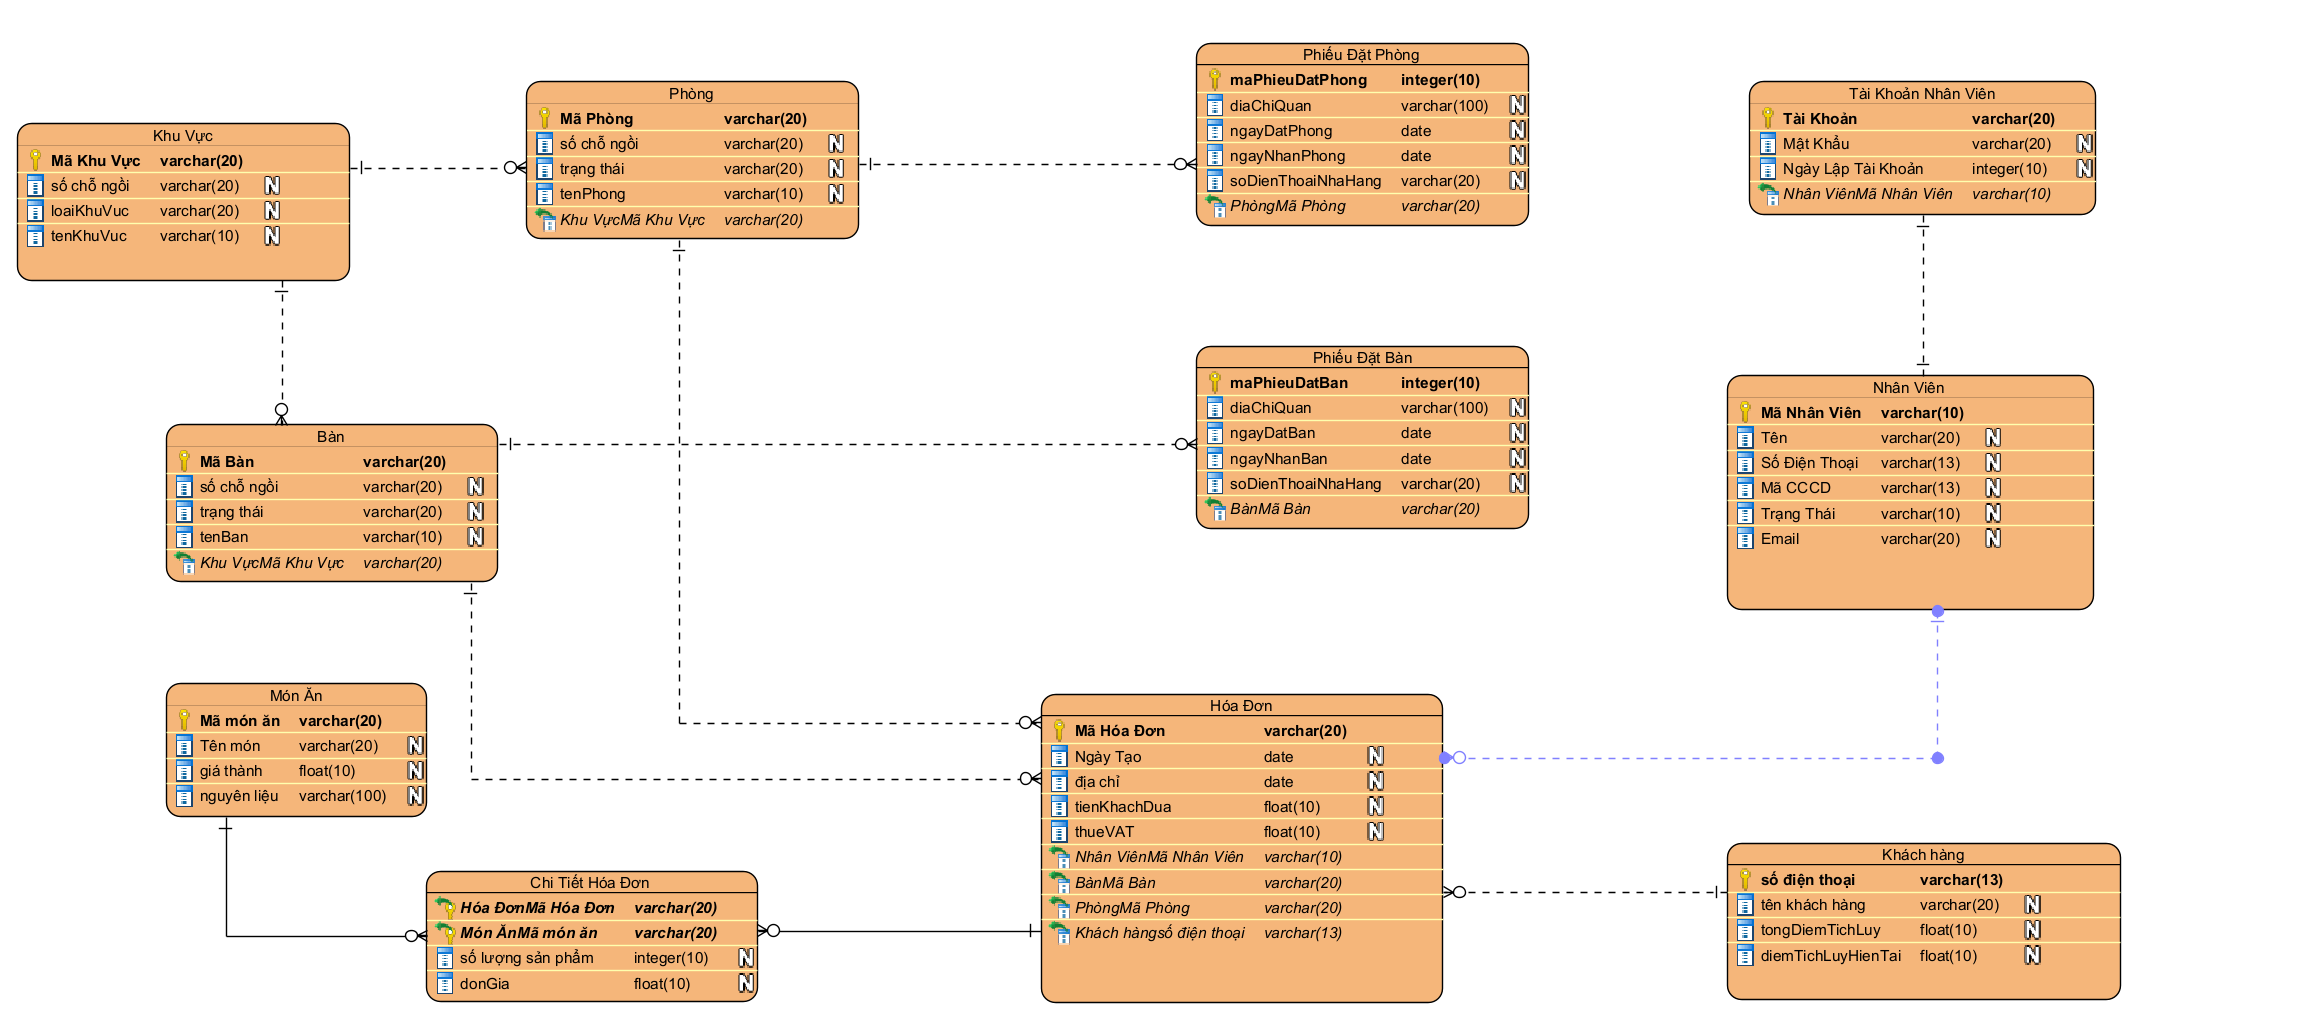 Khu Vực
Mã Khu Vực varchar(20)
số chỗ ngồi varchar(20) N
loaiKhuVuc varchar(20) N
tenKhuVuc varchar(10) N
Phòng
Mã Phòng varchar(20)
số chỗ ngồi varchar(20) N
trạng thái varchar(20) N
tenPhong varchar(10) N
Khu VựcMã Khu Vực varchar(20)
Phiếu Đặt Phòng
maPhieuDatPhong integer(10)
diaChiQuan varchar(100) N
ngayDatPhong date N
ngayNhanPhong date N
soDienThoaiNhaHang varchar(20) N
PhòngMã Phòng varchar(20)
Tài Khoản Nhân Viên
Tài Khoản varchar(20)
Mật Khẩu varchar(20) N
Ngày Lập Tài Khoản integer(10) N
Nhân ViênMã Nhân Viên varchar(10)
Bàn
Mã Bàn varchar(20)
số chỗ ngồi varchar(20) N
trạng thái varchar(20) N
tenBan varchar(10) N
Khu VựcMã Khu Vực varchar(20)
Phiếu Đặt Bàn
maPhieuDatBan integer(10)
diaChiQuan varchar(100) N
ngayDatBan date N
ngayNhanBan date N
soDienThoaiNhaHang varchar(20) N
BànMã Bàn varchar(20)
Nhân Viên
Mã Nhân Viên varchar(10)
Tên varchar(20) N
Số Điện Thoại varchar(13) N
Mã CCCD varchar(13) N
Trạng Thái varchar(10) N
Email varchar(20) N
Món Ăn
Mã món ăn varchar(20)
Tên món varchar(20) N
giá thành float(10) N
nguyên liệu varchar(100) N
Chi Tiết Hóa Đơn
Hóa ĐơnMã Hóa Đơn varchar(20)
Món ĂnMã món ăn varchar(20)
số lượng sản phẩm integer(10) N
donGia float(10) N
Hóa Đơn
Mã Hóa Đơn varchar(20)
Ngày Tạo date N
địa chỉ date N
tienKhachDua float(10) N
thueVAT float(10) N
Nhân ViênMã Nhân Viên varchar(10)
BànMã Bàn varchar(20)
PhòngMã Phòng varchar(20)
Khách hàngsố điện thoại varchar(13)
Khách hàng
số điện thoại varchar(13)
tên khách hàng varchar(20) N
tongDiemTichLuy float(10) N
diemTichLuyHienTai float(10) N